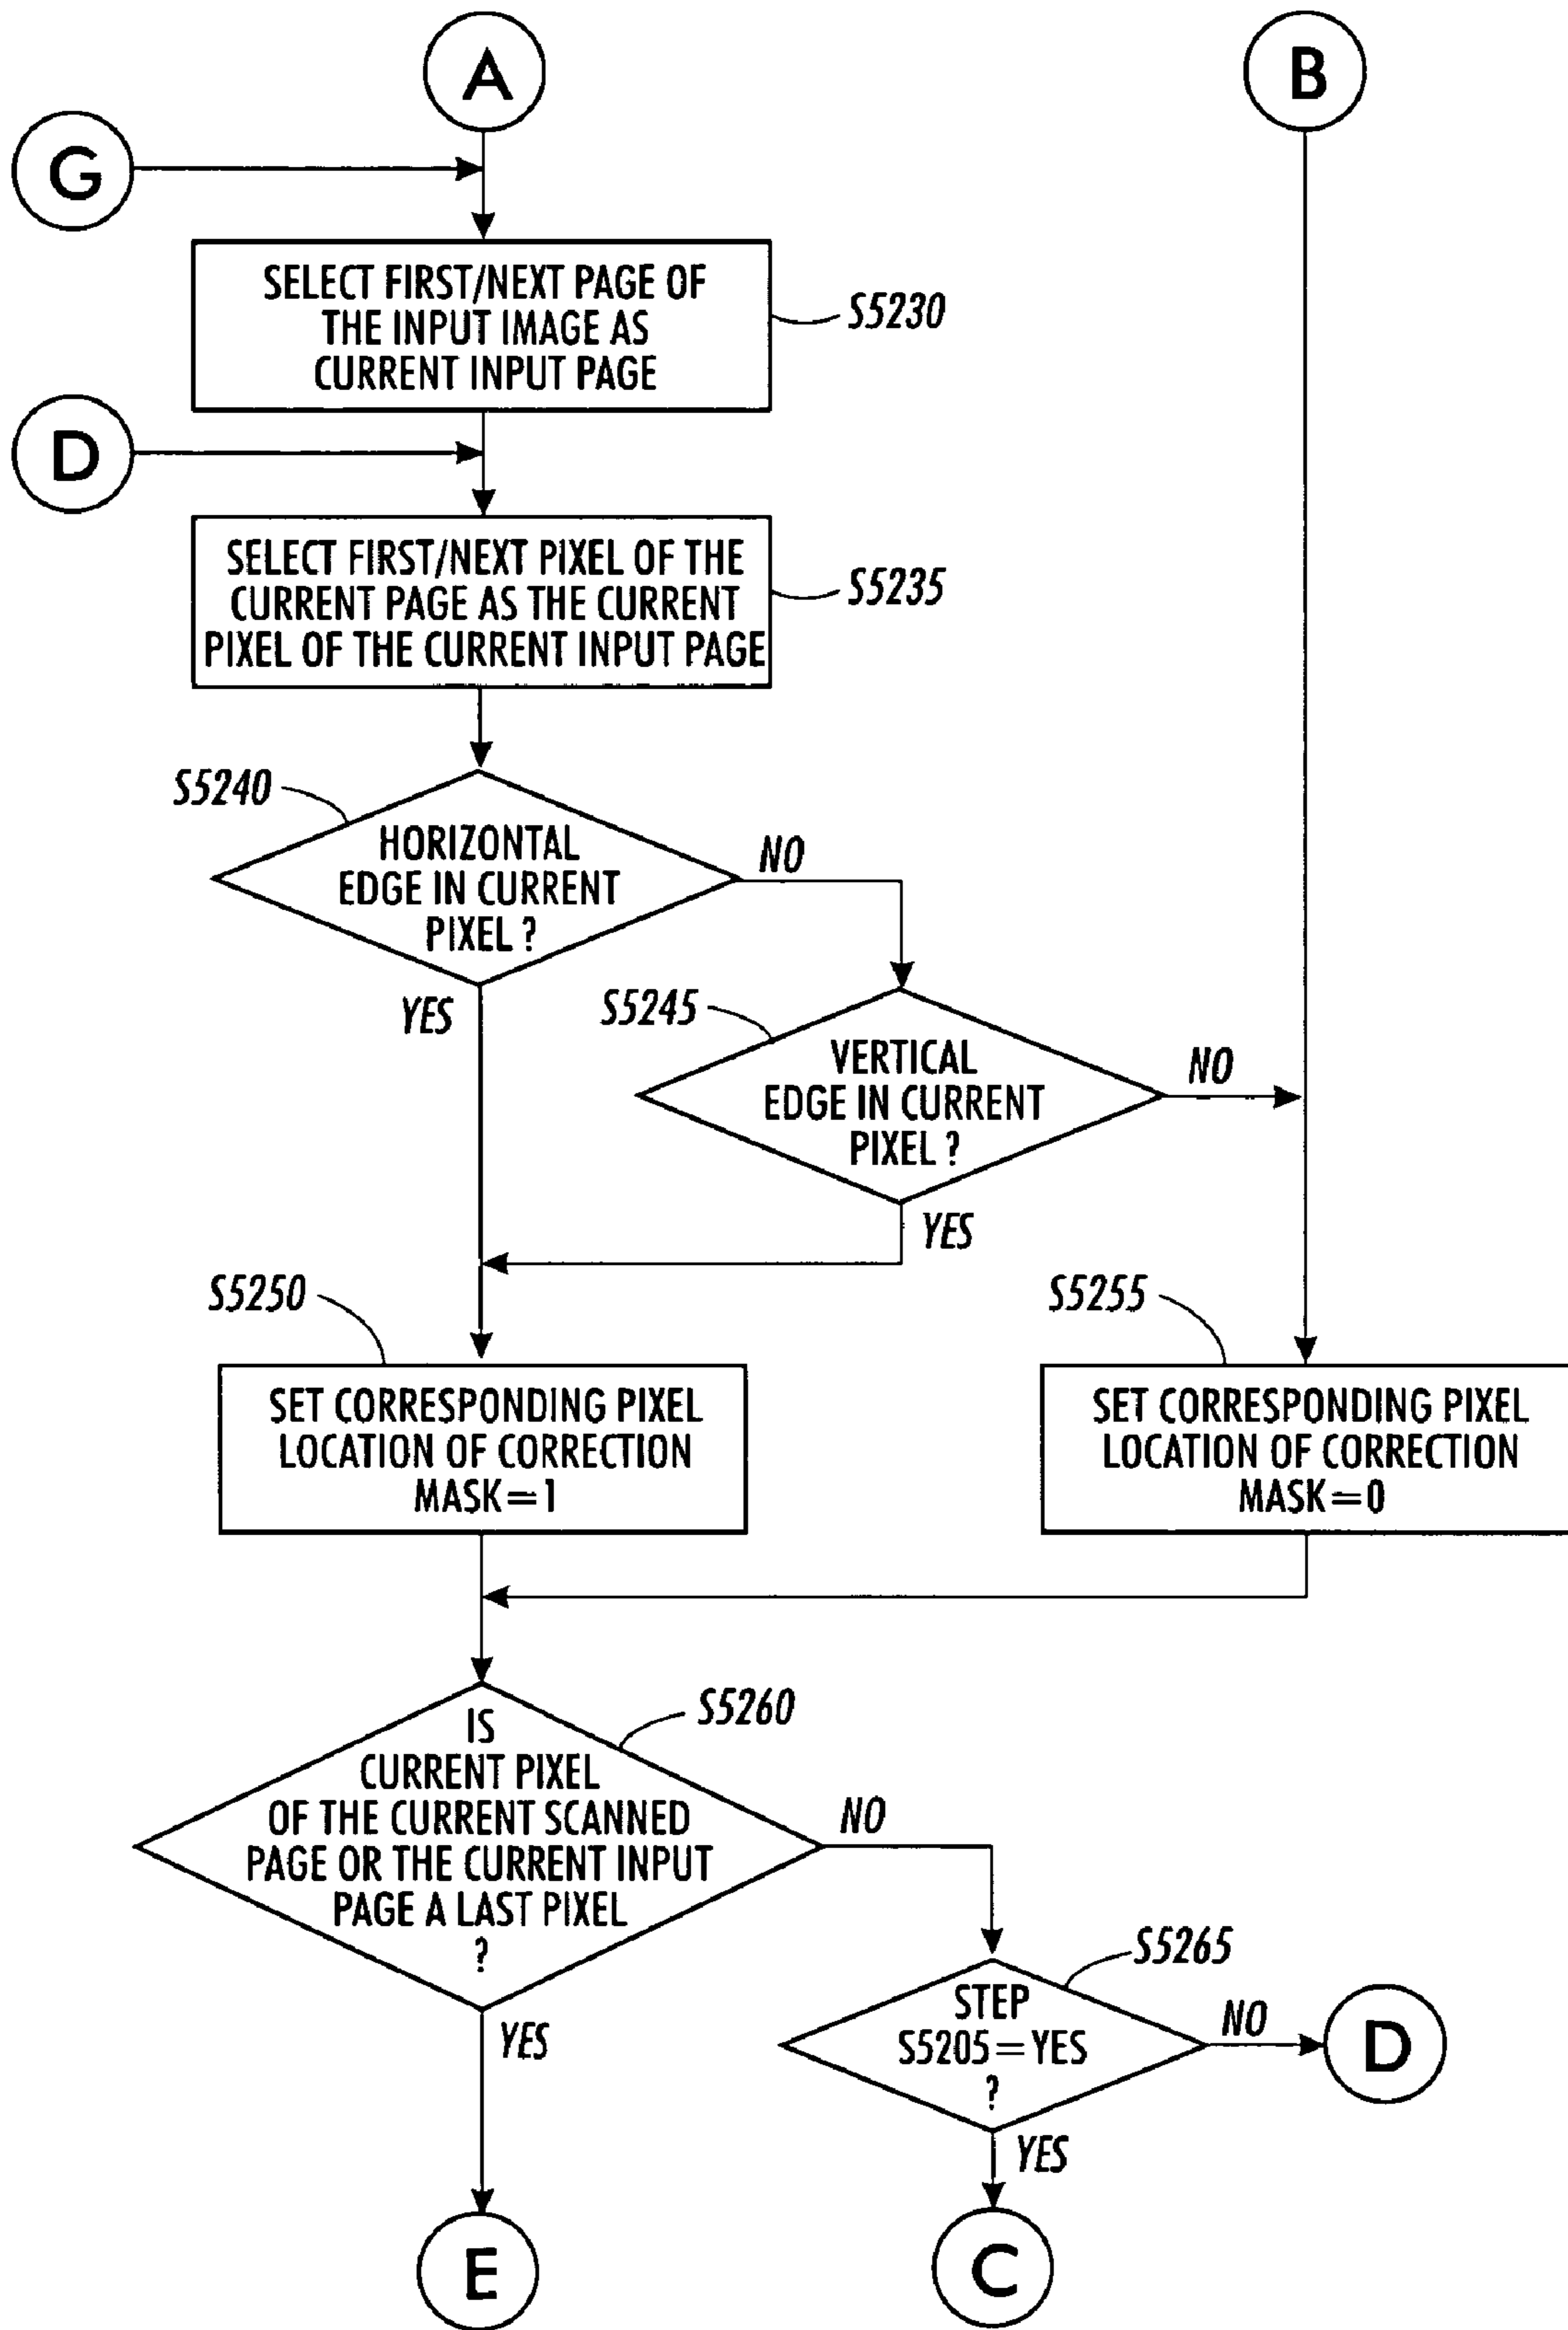 A
B
G
SELECT FIRST/NEXT PAGE OF
THE INPUT IMAGE AS
CURRENT INPUT PAGE
S5230
D
SELECT FIRST/NEXT PIXEL OF THE
CURRENT PAGE AS THE CURRENT
PIXEL OF THE CURRENT INPUT PAGE
S5235
S5240
HORIZONTAL
EDGE IN CURRENT
PIXEL ?
NO
YES
S5245
VERTICAL
EDGE IN CURRENT
PIXEL ?
NO
YES
S5250
SET CORRESPONDING PIXEL
LOCATION OF CORRECTION
MASK=1
S5255
SET CORRESPONDING PIXEL
LOCATION OF CORRECTION
MASK=0
IS
CURRENT PIXEL
OF THE CURRENT SCANNED
PAGE OR THE CURRENT INPUT
PAGE A LAST PIXEL
?
S5260
NO
YES
S5265
STEP
S5205=YES
?
NO
D
YES
E
C